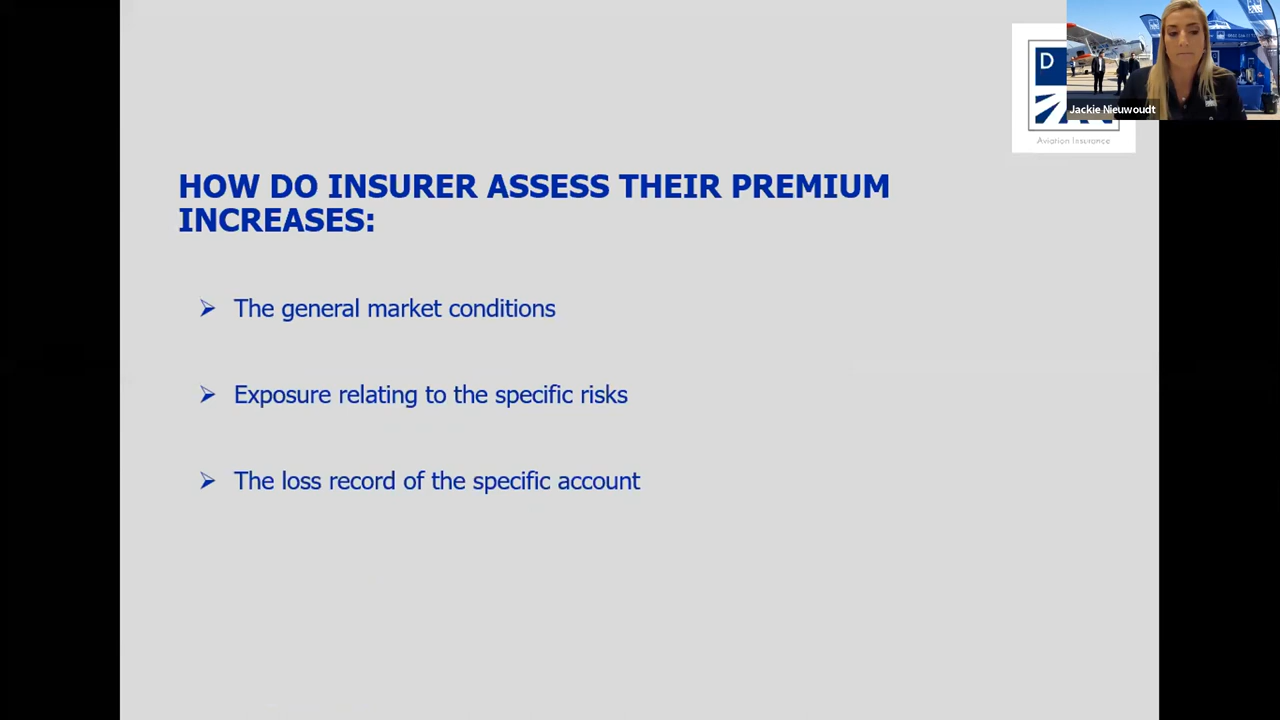 D
Jackie Nieuwoudt
Aviation Insurance
HOW DO INSURER ASSESS THEIR PREMIUM
INCREASES:
The general market conditions
Exposure relating to the specific risks
The loss record of the specific account